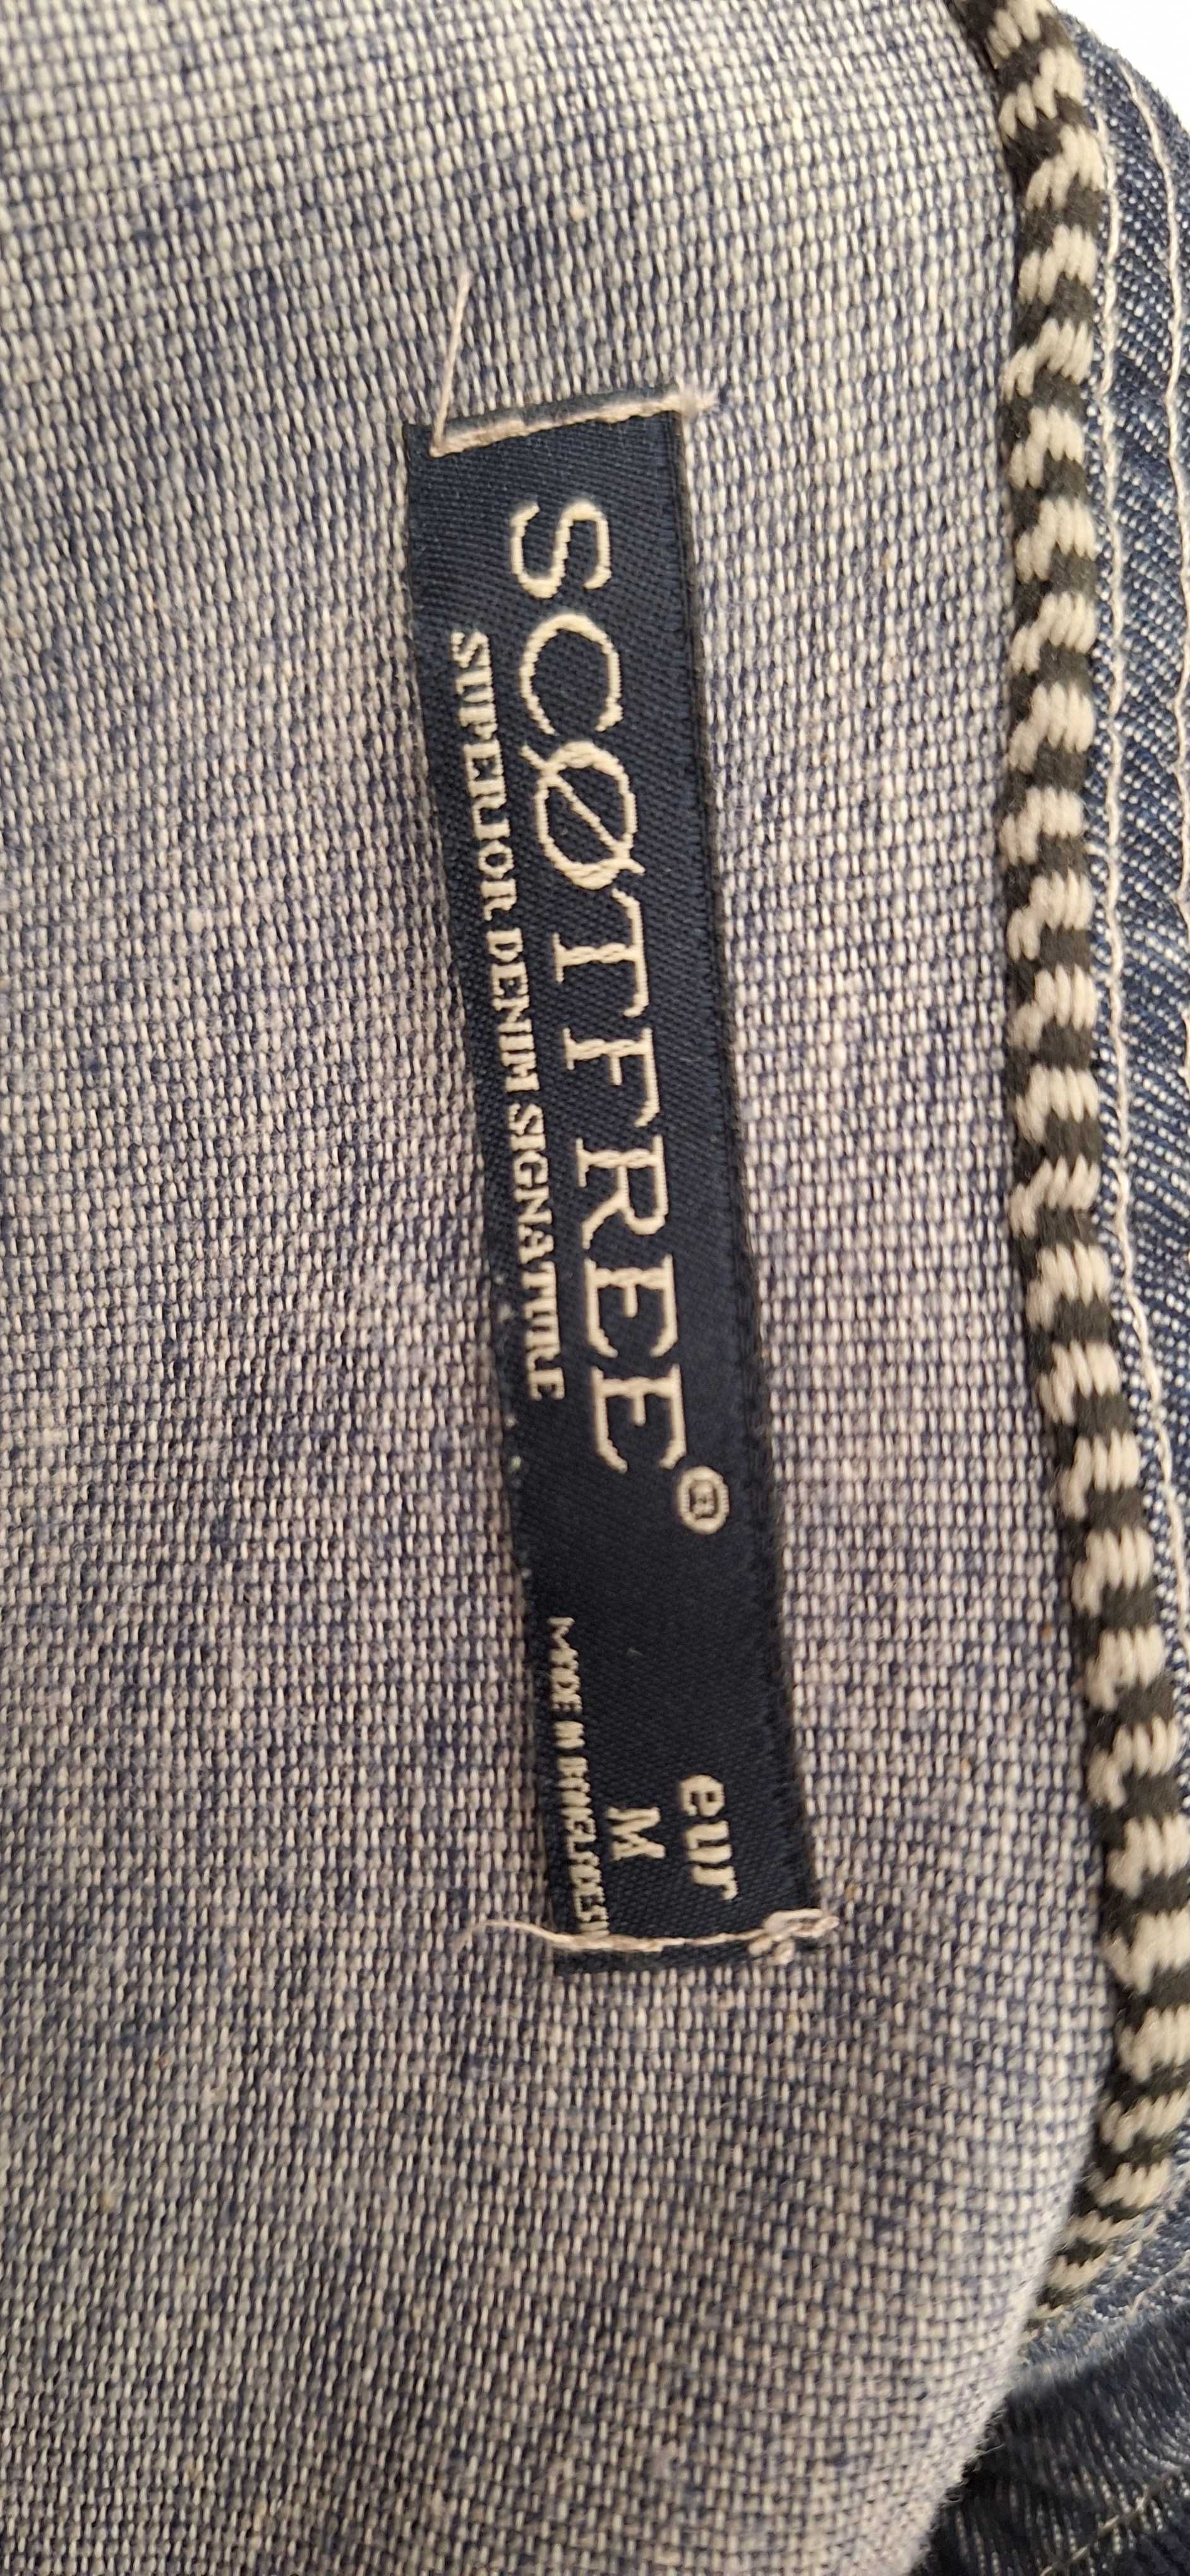 SCØTFREE®
SUPERIOR DENIM SIGNATURE
eur
M
MADE IN BANGLADESH